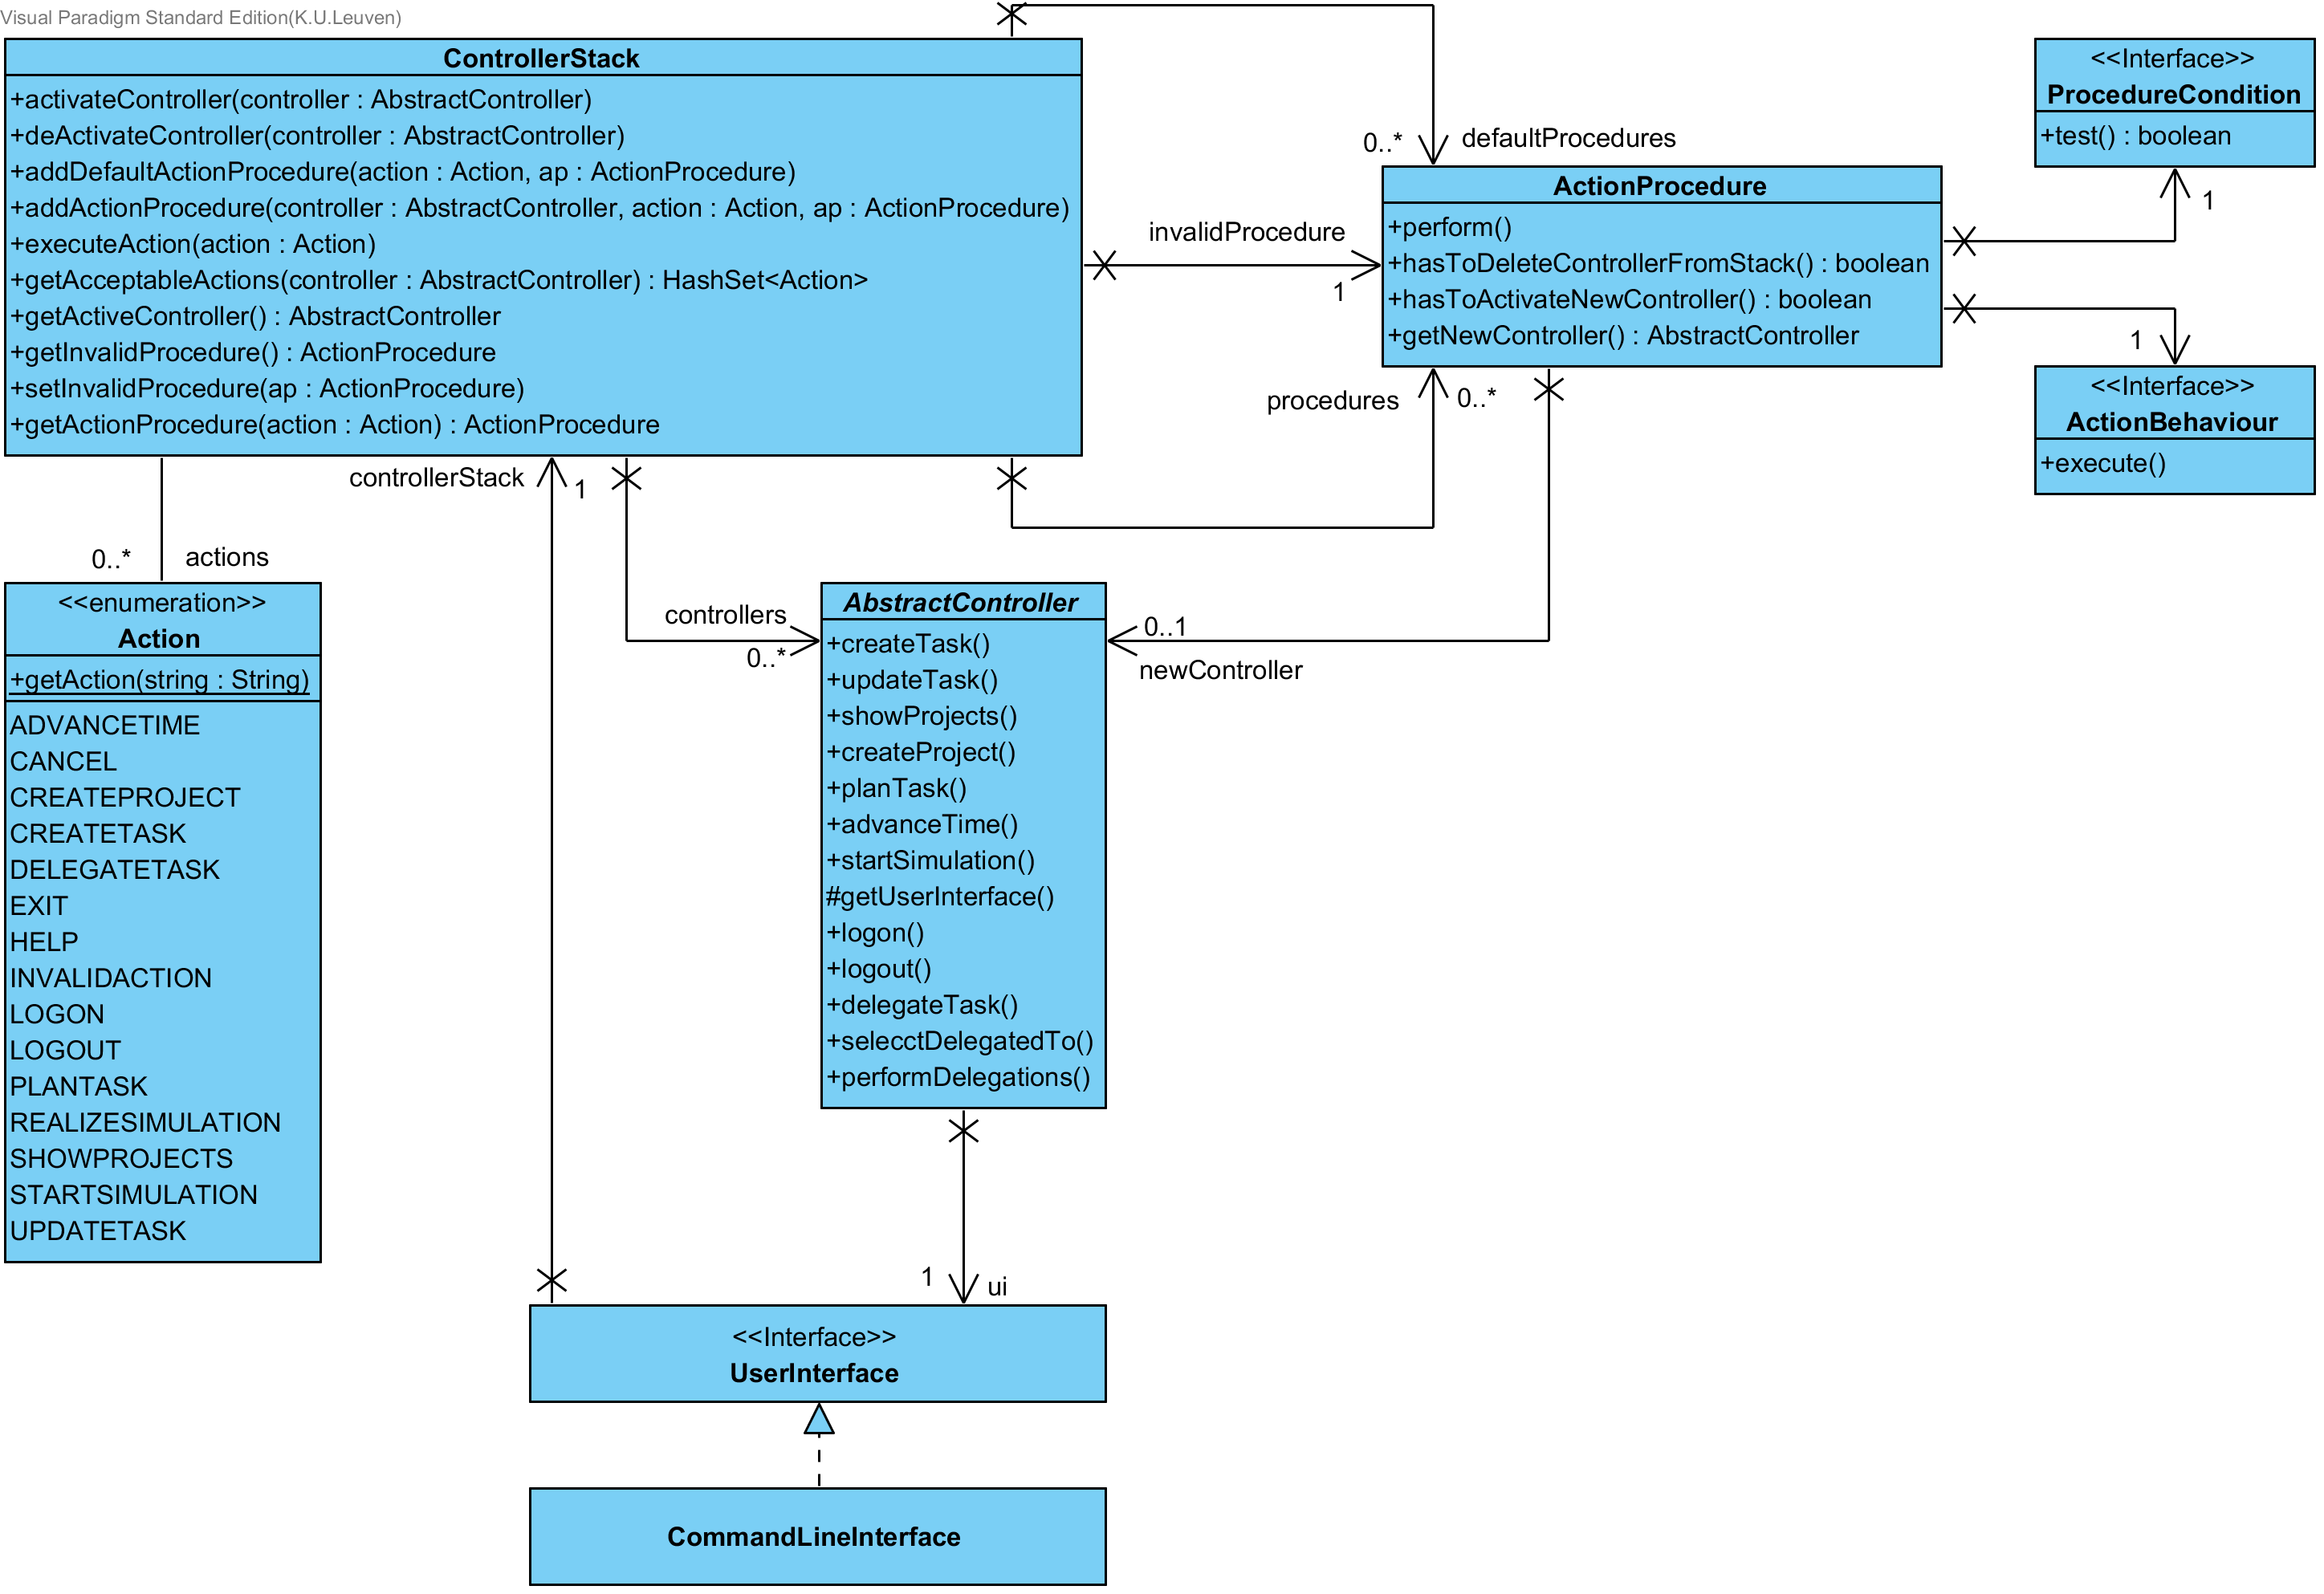 Visual Paradigm Standard Edition(K.U.Leuven)
ControllerStack
+activateController(controller : AbstractController)
+deActivateController(controller : AbstractController)
+addDefaultActionProcedure(action : Action, ap : ActionProcedure)
+addActionProcedure(controller : AbstractController, action : Action, ap : ActionProcedure)
+executeAction(action : Action)
+getAcceptableActions(controller : AbstractController) : HashSet<Action>
+getActiveController() : AbstractController
+getInvalidProcedure() : ActionProcedure
+setInvalidProcedure(ap : ActionProcedure)
+getActionProcedure(action : Action) : ActionProcedure
0..*
defaultProcedures
invalidProcedure
1
ActionProcedure
+perform()
+hasToDeleteControllerFromStack() : boolean
+hasToActivateNewController() : boolean
+getNewController() : AbstractController
<<Interface>>
ProcedureCondition
+test() : boolean
1
1
<<Interface>>
ActionBehaviour
+execute()
procedures
0..*
controllerStack
1
0..*
actions
<<enumeration>>
Action
+getAction(string : String)
ADVANCETIME
CANCEL
CREATEPROJECT
CREATETASK
DELEGATETASK
EXIT
HELP
INVALIDACTION
LOGON
LOGOUT
PLANTASK
REALIZESIMULATION
SHOWPROJECTS
STARTSIMULATION
UPDATETASK
controllers
0..*
AbstractController
+createTask()
+updateTask()
+showProjects()
+createProject()
+planTask()
+advanceTime()
+startSimulation()
#getUserInterface()
+logon()
+logout()
+delegateTask()
+selecctDelegatedTo()
+performDelegations()
0..1
newController
1
ui
<<Interface>>
UserInterface
CommandLineInterface